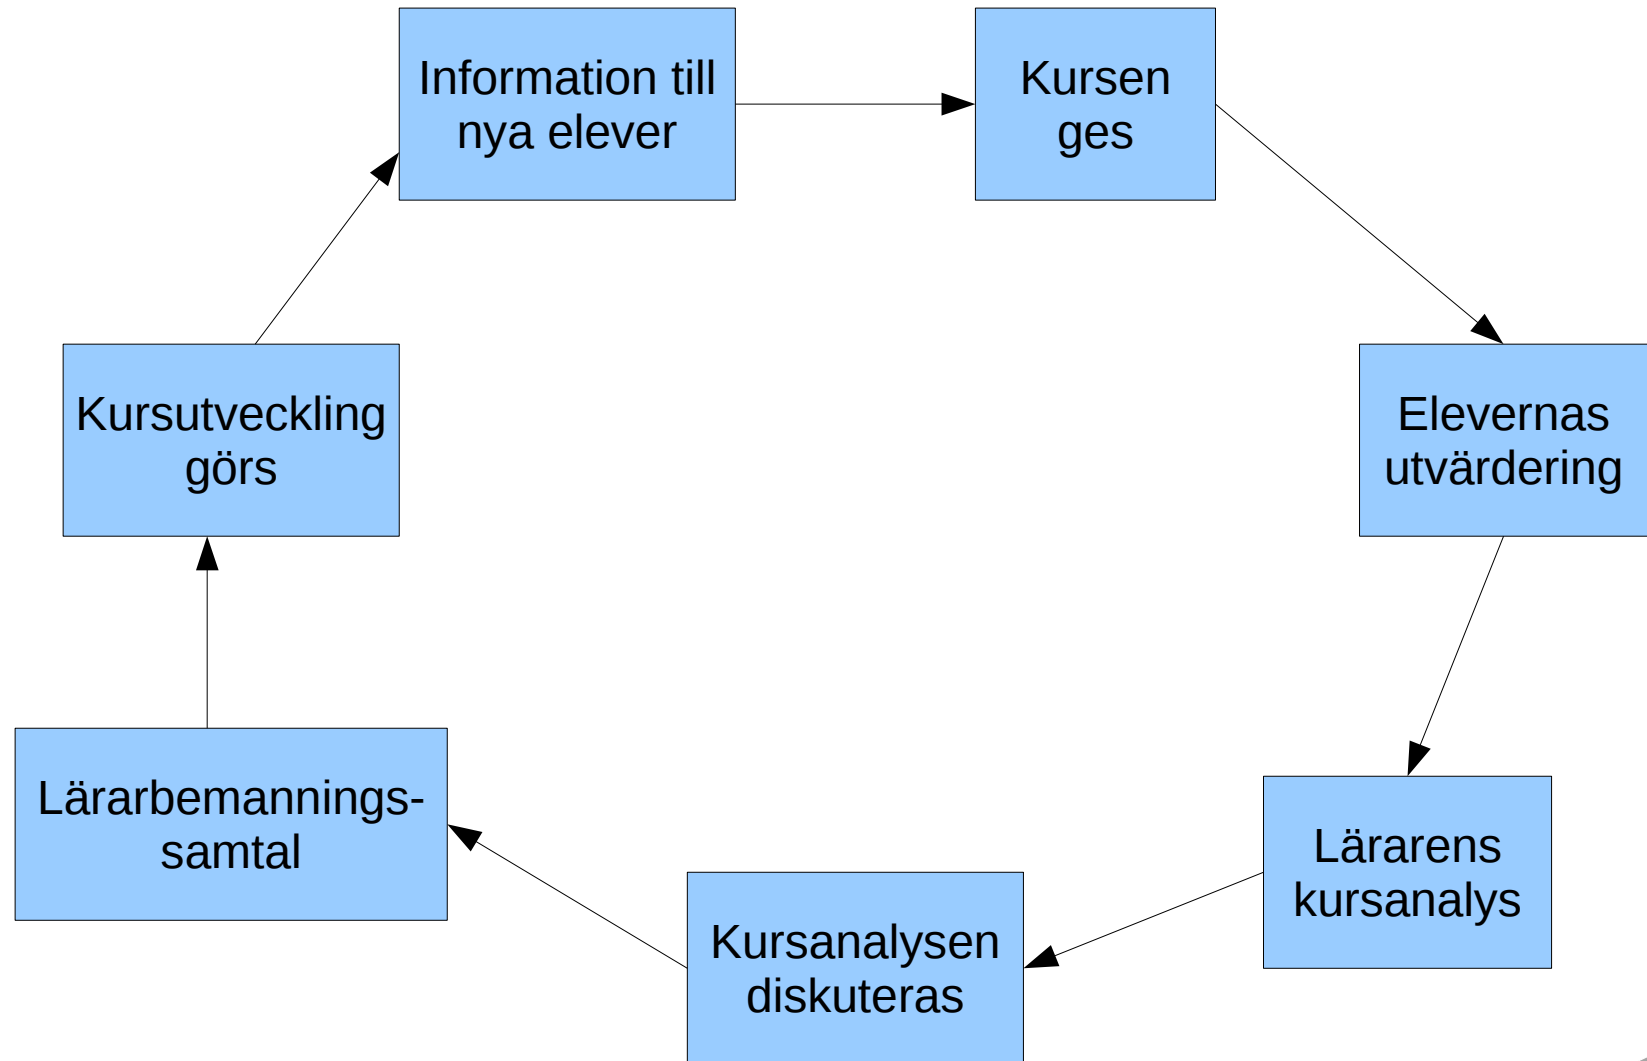 Information till
nya elever
Kursen
ges
Elevernas
utvärdering
Lärarens
kursanalys
Kursanalysen
diskuteras
Lärarbemannings-
samtal
Kursutveckling
görs